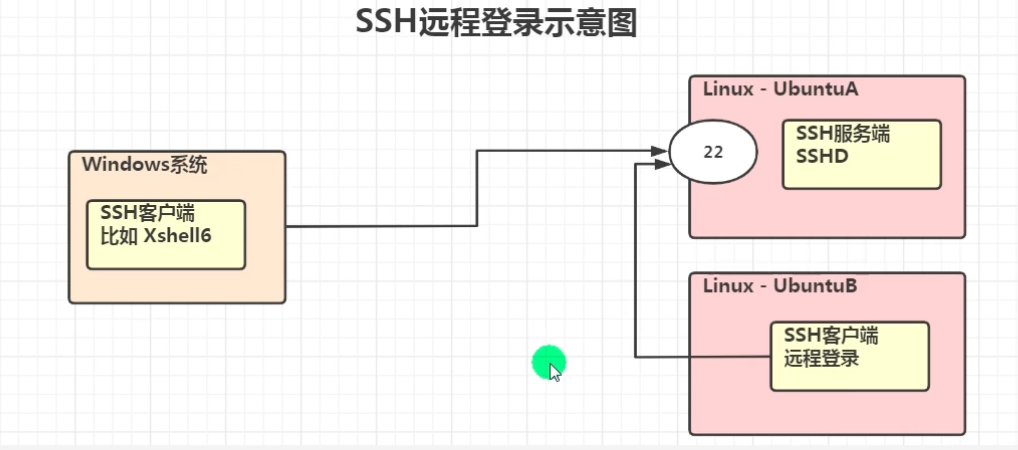 SSH远程登录示意图
Linux - UbuntuA
SSH服务端
SSHD
22
Windows系统
SSH客户端
比如 Xshell6
Linux - UbuntuB
SSH客户端
远程登录